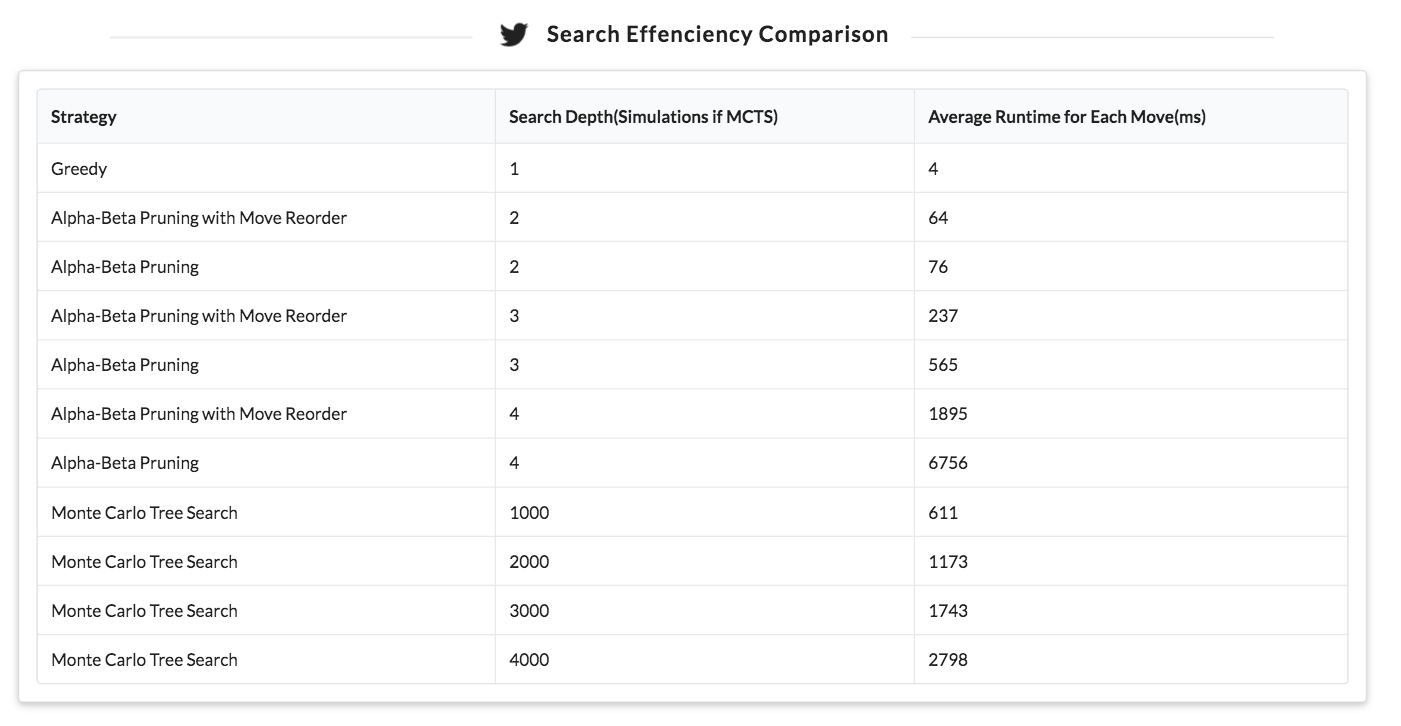 Search Effenciency Comparison
Strategy Search Depth(Simulations if MCTS) Average Runtime for Each Move(ms)
Greedy 1 4
Alpha-Beta Pruning with Move Reorder 2 64
Alpha-Beta Pruning 2 76
Alpha-Beta Pruning with Move Reorder 3 237
Alpha-Beta Pruning 3 565
Alpha-Beta Pruning with Move Reorder 4 1895
Alpha-Beta Pruning 4 6756
Monte Carlo Tree Search 1000 611
Monte Carlo Tree Search 2000 1173
Monte Carlo Tree Search 3000 1743
Monte Carlo Tree Search 4000 2798